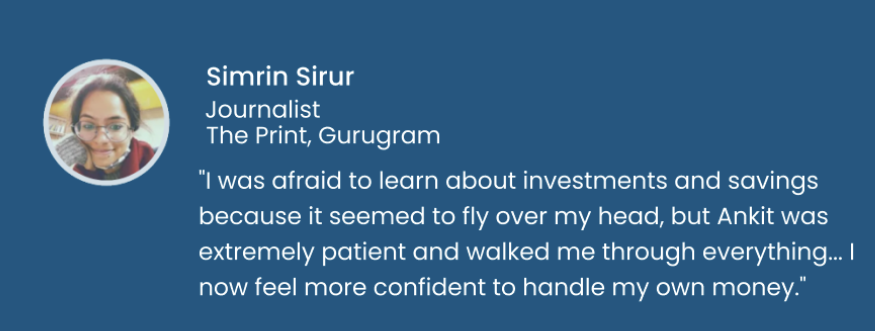 Simrin Sirur
Journalist
The Print, Gurugram
"I was afraid to learn about investments and savings
because it seemed to fly over my head, but Ankit was
extremely patient and walked me through everything... I
now feel more confident to handle my own money."